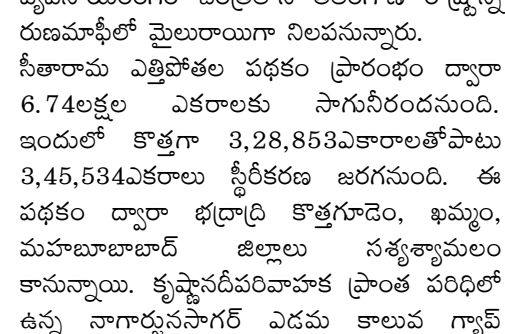 రుణమాఫీలో మైలురాయిగా నిలపనున్నారు.
సీతారామ ఎత్తిపోతల పథకం ప్రారంభం ద్వారా
6.74లక్షల ఎకరాలకు సాగునీరందనుంది.
ఇందులో కొత్తగా 3,28,853ఎకారాలతోపాటు
3,45,534ఎకరాలు స్థిరీకరణ జరగనుంది. ఈ
పథకం ద్వారా భద్రాద్రి కొత్తగూడెం, ఖమ్మం,
మహబూబాబాద్ జిల్లాలు సశ్యశ్యామలం
కానున్నాయి. కృష్ణానదీపరివాహక ప్రాంత పరిధిలో
ఉన్న నాగార్జునసాగర్ ఎడమ కాలువ గ్యాప్